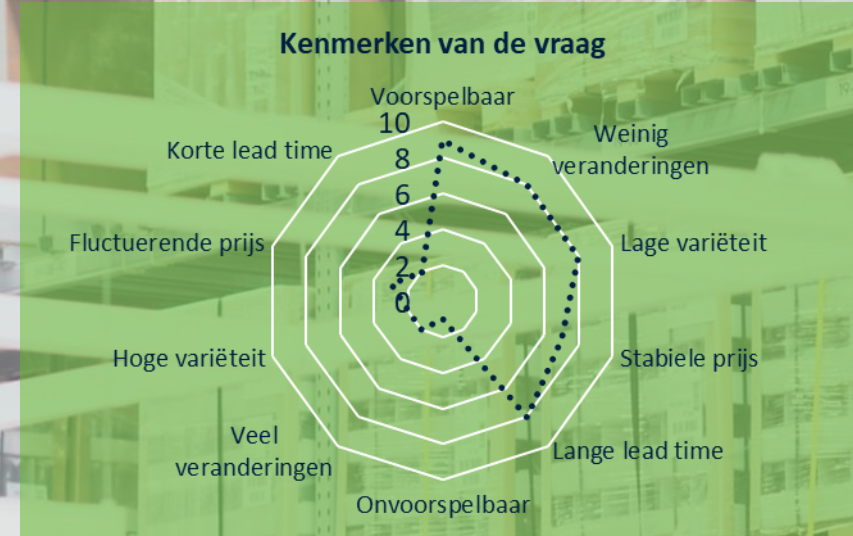 Kenmerken van de vraag
Voorspelbaar
Weinig
veranderingen
Lage variëteit
Stabiele prijs
Lange lead time
Onvoorspelbaar
Veel
veranderingen
Hoge variëteit
Fluctuerende prijs
Korte lead time
10
8
6
4
2
0